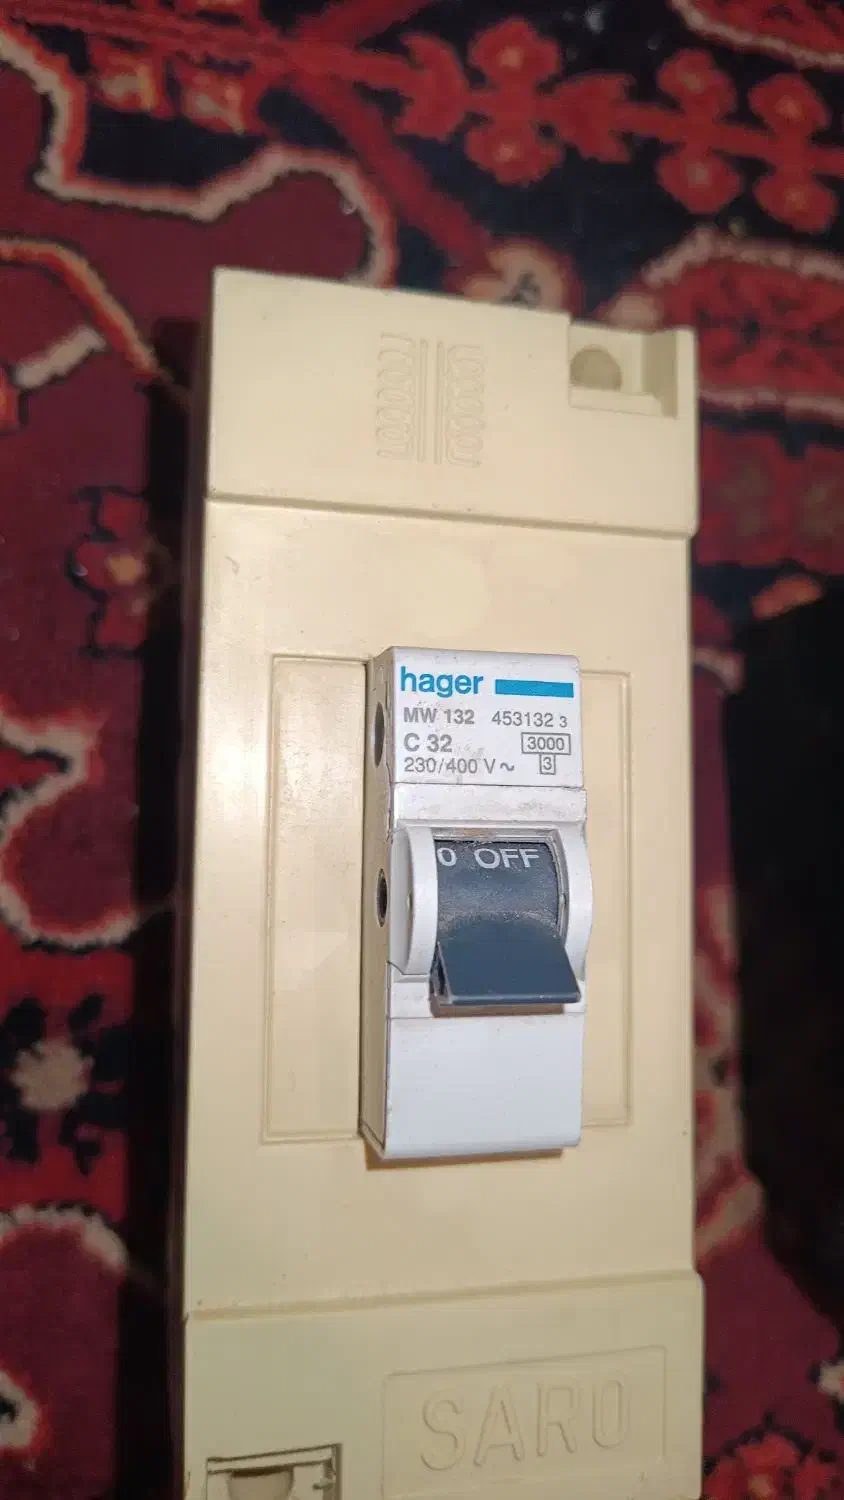 hager
MW 132 453132 3
C 32 3000
230/400 V ~ 3
0 OFF
SARO